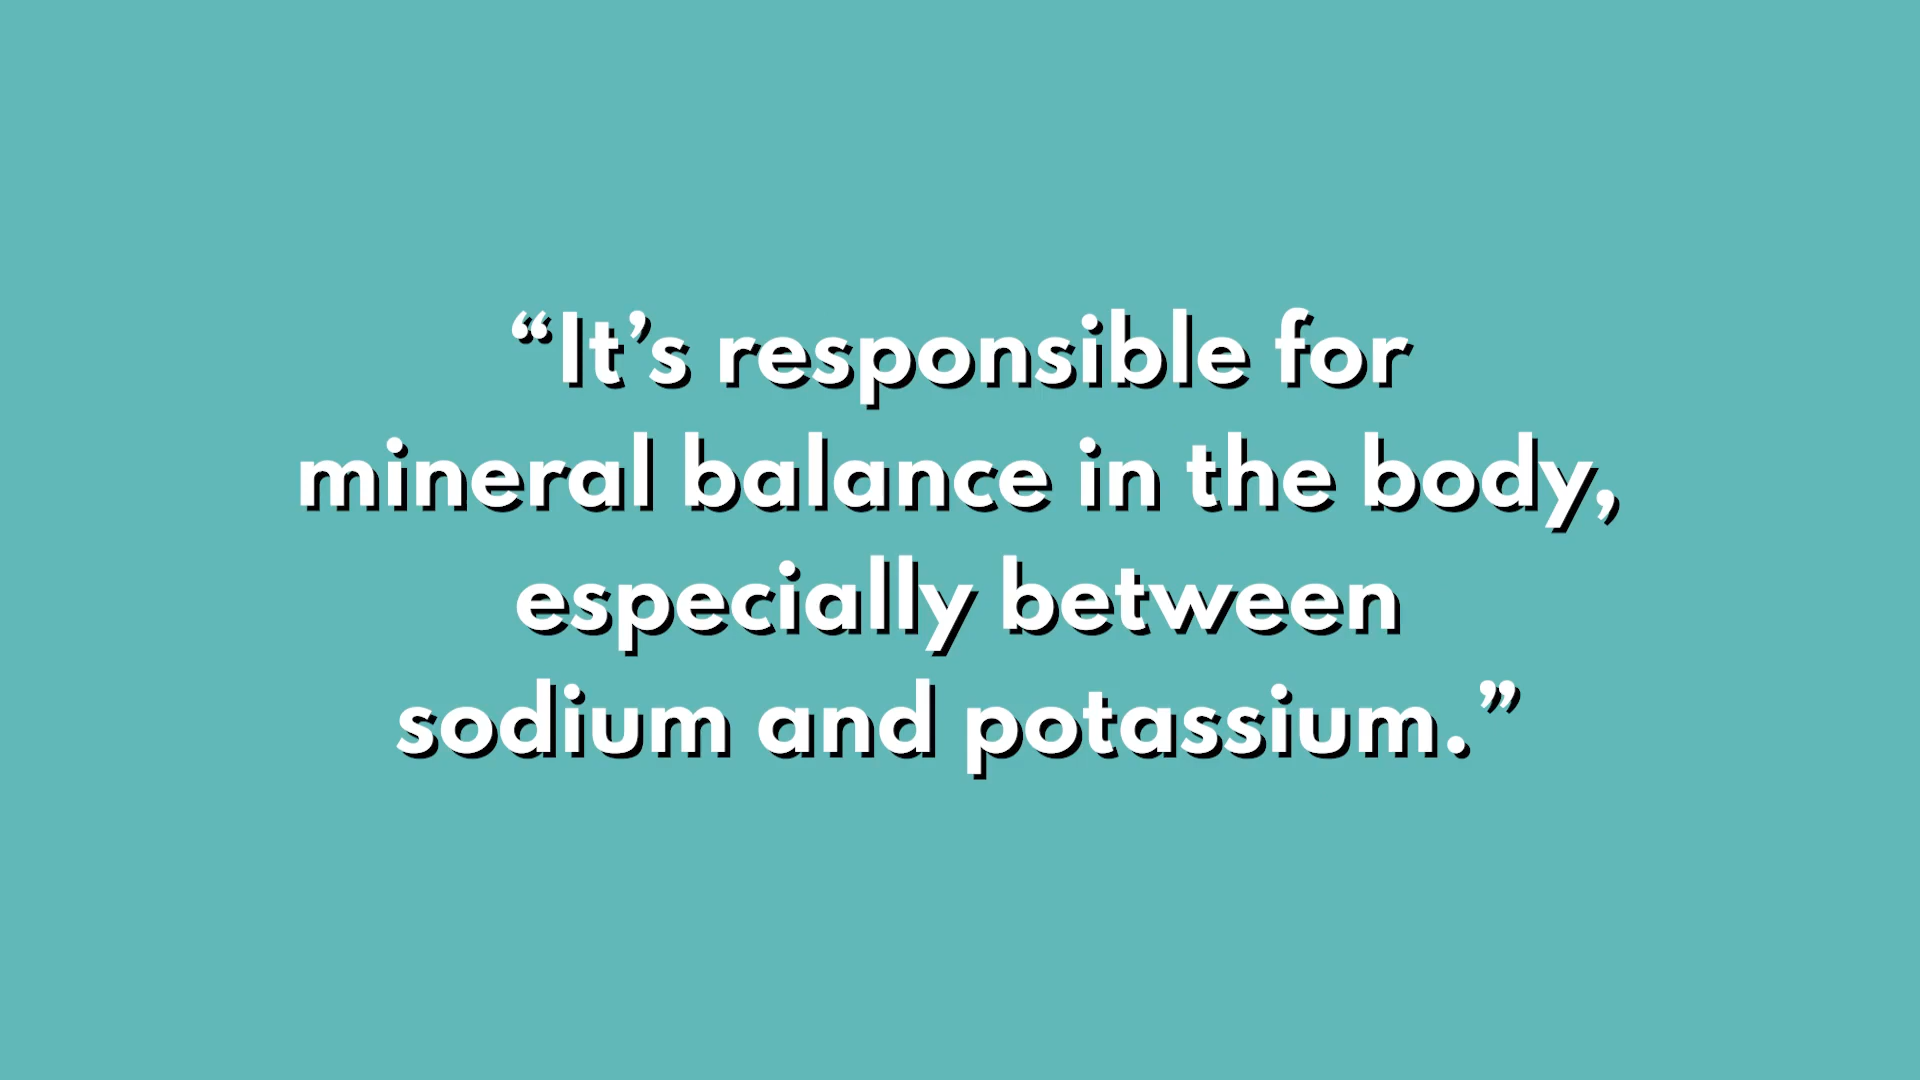 “It’s responsible for
mineral balance in the body,
especially between
sodium and potassium.”